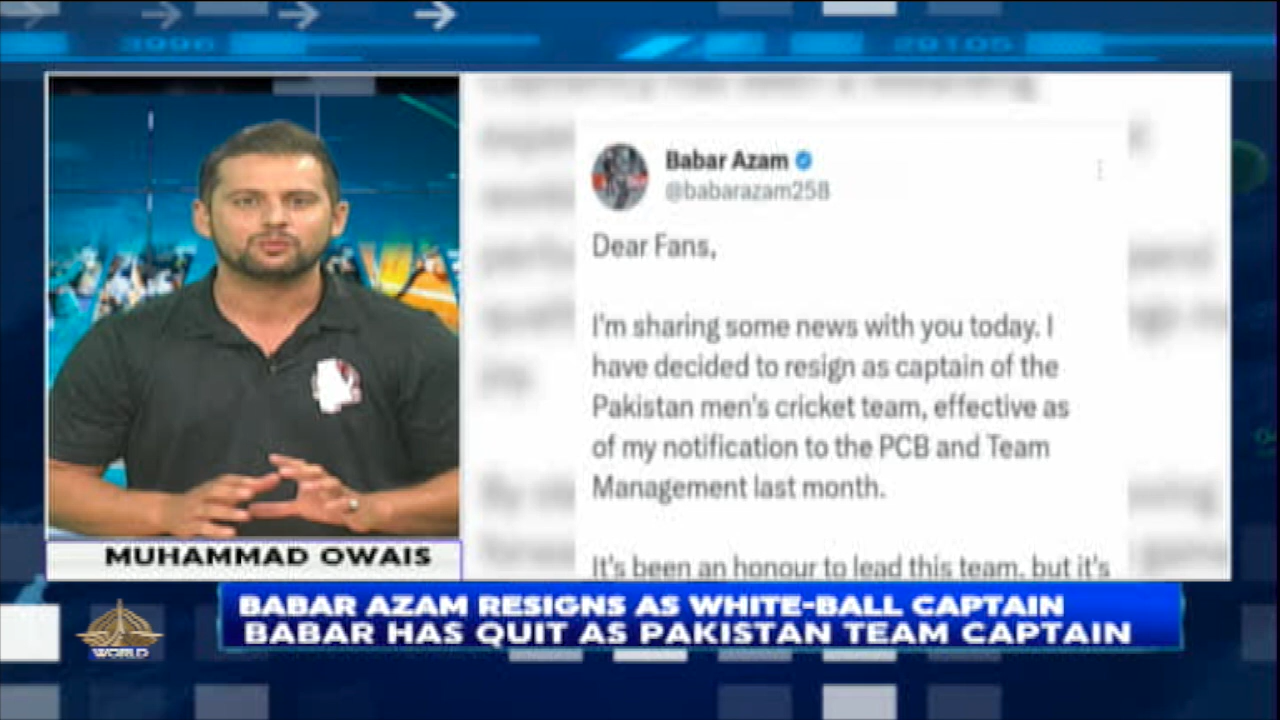 3996
29105
Babar Azam
@babarazam258
Dear Fans,
I'm sharing some news with you today. I
have decided to resign as captain of the
Pakistan men's cricket team, effective as
of my notification to the PCB and Team
Management last month.
It's been an honour to lead this team, but it's
MUHAMMAD OWAIS
BABAR AZAM RESIGNS AS WHITE-BALL CAPTAIN
BABAR HAS QUIT AS PAKISTAN TEAM CAPTAIN
WORLD